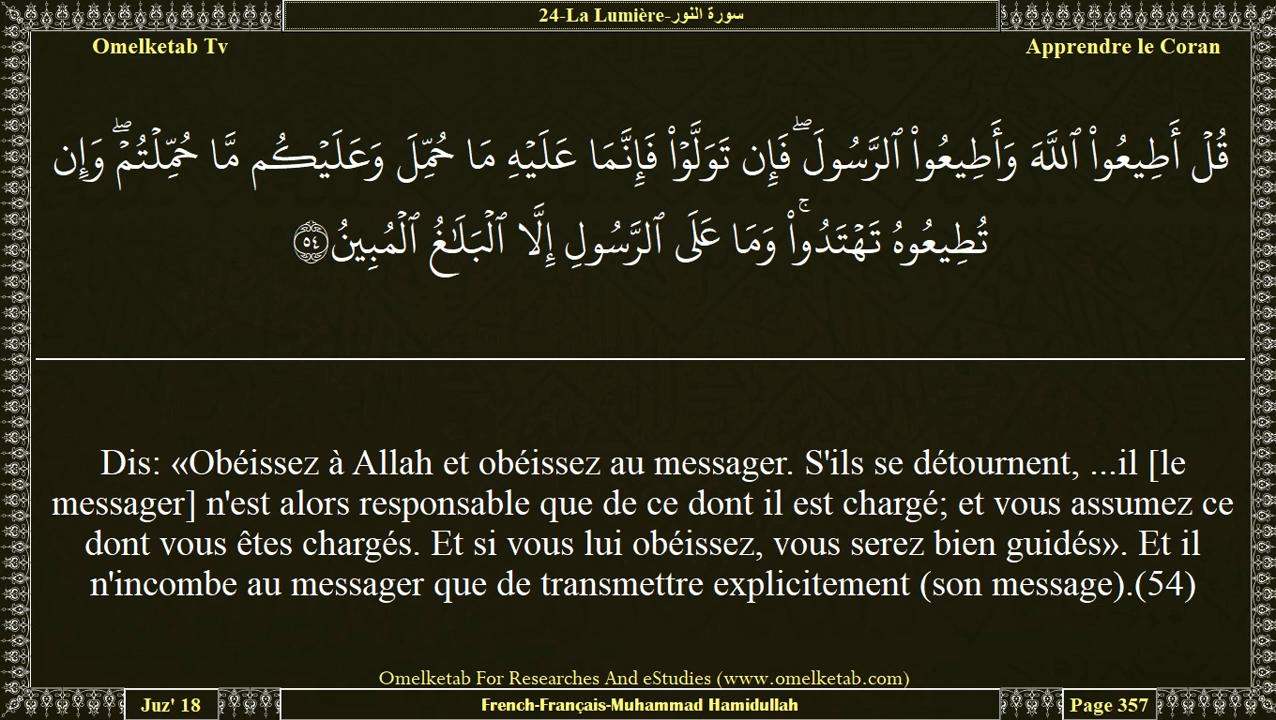 24-La Lumière-سورة النور
Omelketab Tv
Apprendre le Coran
قُلۡ أَطِيعُواْ ٱللَّهَ وَأَطِيعُواْ ٱلرَّسُولَۖ فَإِن تَوَلَّوۡاْ فَإِنَّمَا عَلَيۡهِ مَا حُمِّلَ وَعَلَيۡكُم مَّا حُمِّلۡتُمۡۖ وَإِن
تُطِيعُوهُ تَهۡتَدُواْۚ وَمَا عَلَى ٱلرَّسُولِ إِلَّا ٱلۡبَلَٰغُ ٱلۡمُبِينُ ٥٤
Dis: «Obéissez à Allah et obéissez au messager. S'ils se détournent, ...il [le
messager] n'est alors responsable que de ce dont il est chargé; et vous assumez ce
dont vous êtes chargés. Et si vous lui obéissez, vous serez bien guidés». Et il
n'incombe au messager que de transmettre explicitement (son message).(54)
Omelketab For Researches And eStudies (www.omelketab.com)
Juz' 18
French-Français-Muhammad Hamidullah
Page 357